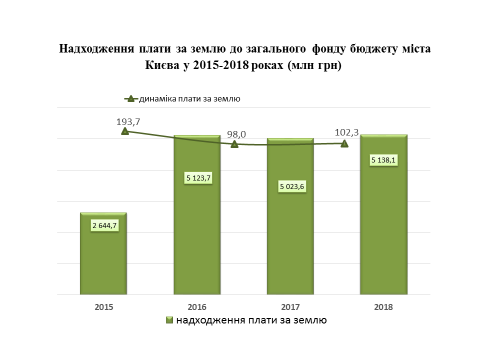 Надходження плати за землю до загального фонду бюджету міста
Києва у 2015-2018 роках (млн грн)
динаміка плати за землю
193,7
98,0
102,3
2 644,7
5 123,7
5 023,6
5 138,1
2015 2016 2017 2018
надходження плати за землю